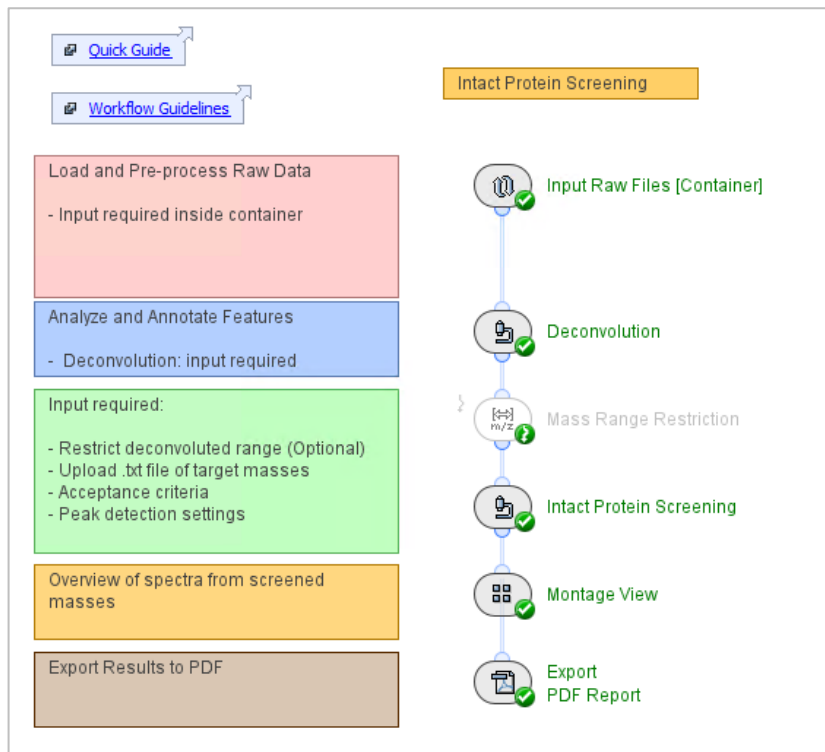 Quick Guide
Workflow Guidelines
Intact Protein Screening
Load and Pre-process Raw Data
- Input required inside container
Input Raw Files [Container]
Analyze and Annotate Features
- Deconvolution: input required
Deconvolution
Input required:
- Restrict deconvoluted range (Optional)
- Upload .txt file of target masses
- Acceptance criteria
- Peak detection settings
[⇔]
m/z
Mass Range Restriction
Intact Protein Screening
Overview of spectra from screened
masses
Montage View
Export Results to PDF
Export
PDF Report